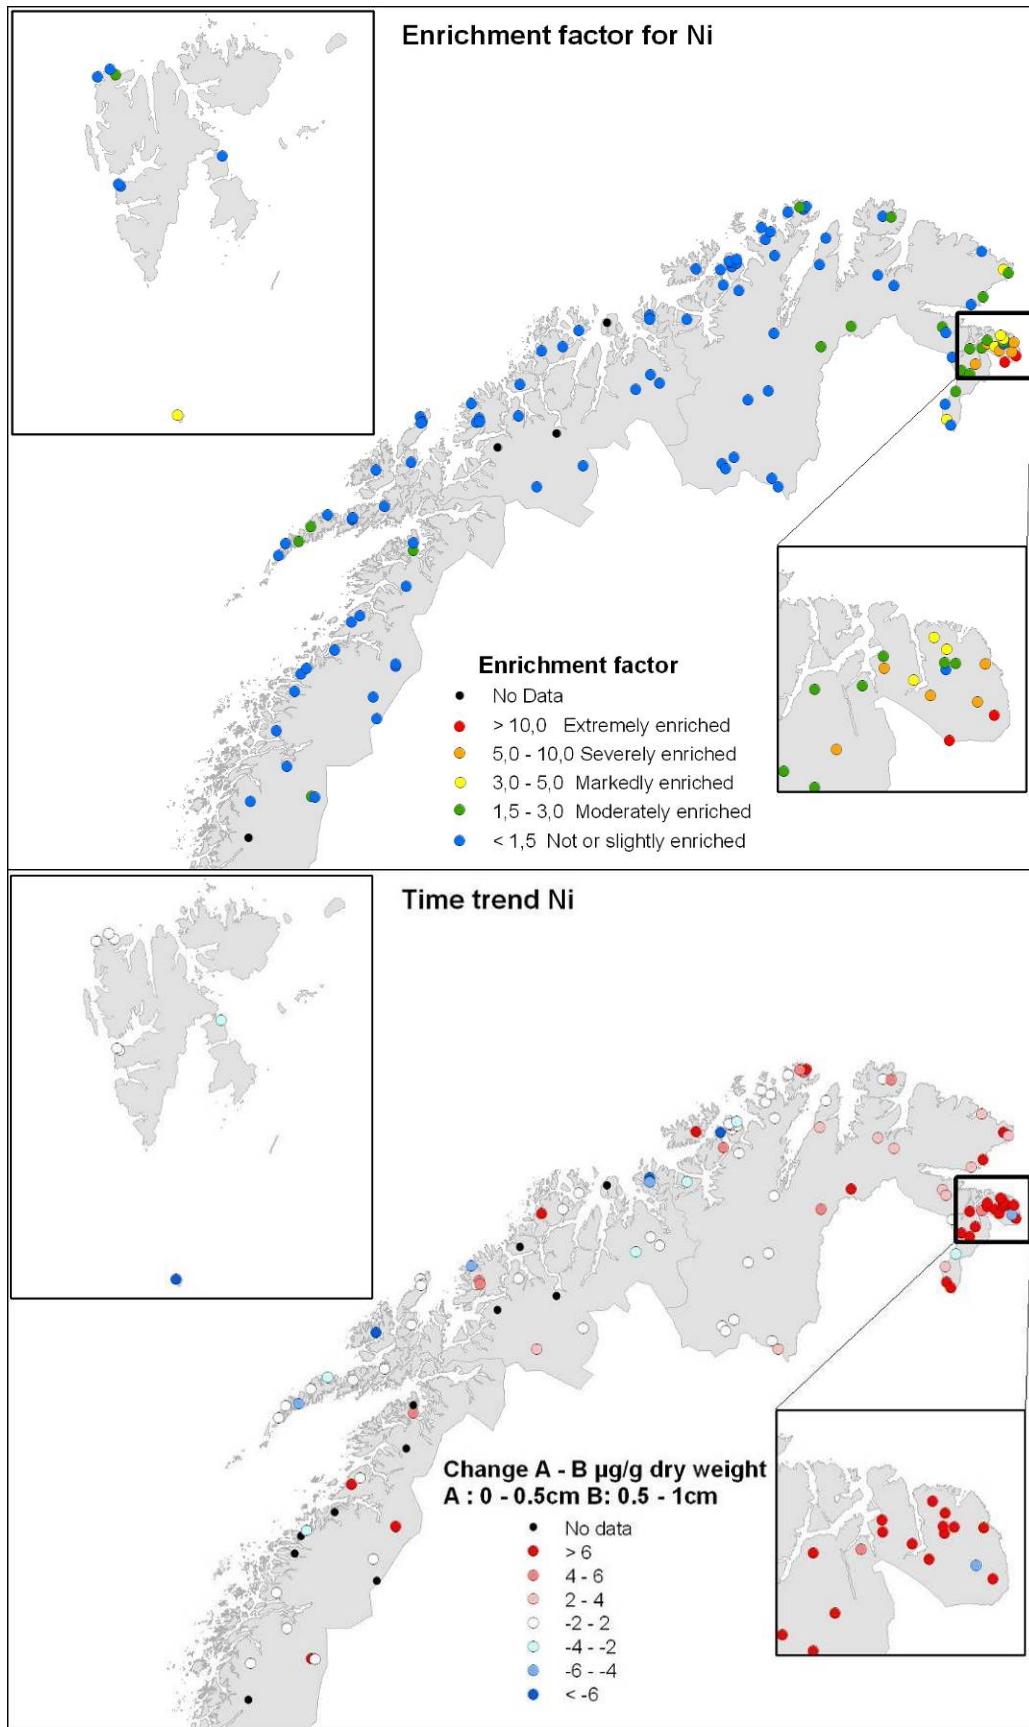 Enrichment factor for Ni
Enrichment factor
No Data
> 10,0 Extremely enriched
5,0 - 10,0 Severely enriched
3,0 - 5,0 Markedly enriched
1,5 - 3,0 Moderately enriched
< 1,5 Not or slightly enriched
Time trend Ni
Change A - B µg/g dry weight
A : 0 - 0.5cm B: 0.5 - 1cm
No data
> 6
4 - 6
2 - 4
-2 - 2
-4 - -2
-6 - -4
< -6